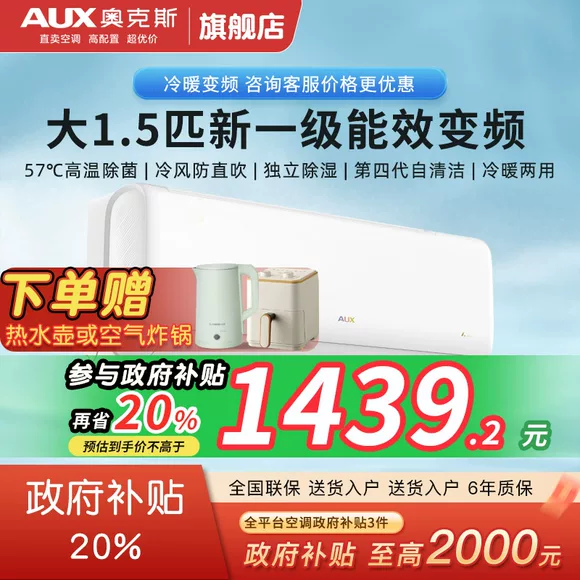 AUX奥克斯 旗舰店
直卖空调 高配置 超优价
冷暖变频 咨询客服价格更优惠
大1.5匹新一级能效变频
57℃高温除菌|冷风防直吹|独立除湿|第四代自清洁|冷暖两用
下单赠
热水壶或空气炸锅
AUX
参与政府补贴
再省20%
预估到手价不高于
1439.2元
政府补贴
20%
全国联保 送货入户 送货入户 6年质保
全平台空调政府补贴3件
政府补贴 至高2000元